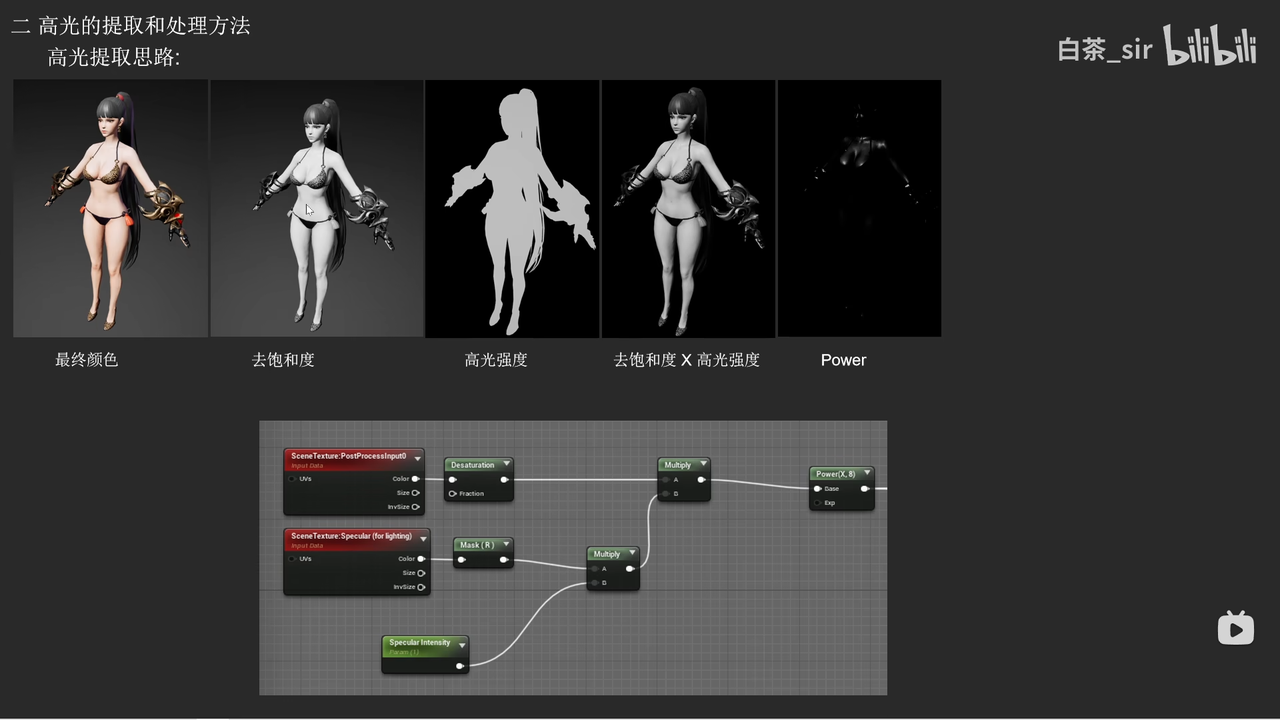 二 高光的提取和处理方法
高光提取思路:
白茶_sir bilibili
最终颜色
去饱和度
高光强度
去饱和度 X 高光强度
Power
SceneTexture:PostProcessInput0
Input Data
UVs
Color
Size
InvSize
Desaturation
Fraction
Multiply
A
B
Power(X, 8)
Base
Exp
SceneTexture:Specular (for lighting)
Input Data
UVs
Color
Size
InvSize
Mask ( R )
Multiply
A
B
Specular Intensity
Param (1)